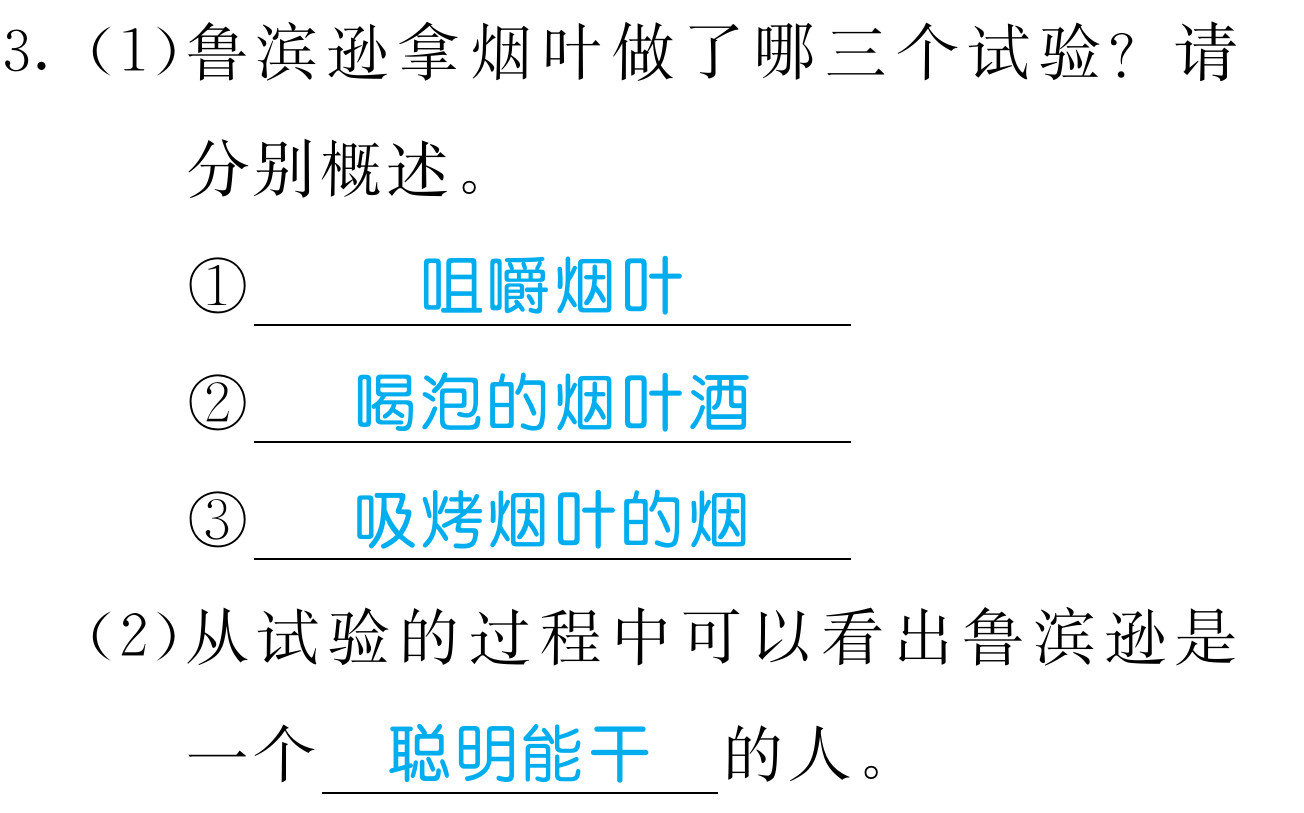 3.(1)鲁滨逊拿烟叶做了哪三个试验? 请
分别概述。
①咀嚼烟叶
②喝泡的烟叶酒
③吸烤烟叶的烟
(2)从试验的过程中可以看出鲁滨逊是
一个聪明能干的人。